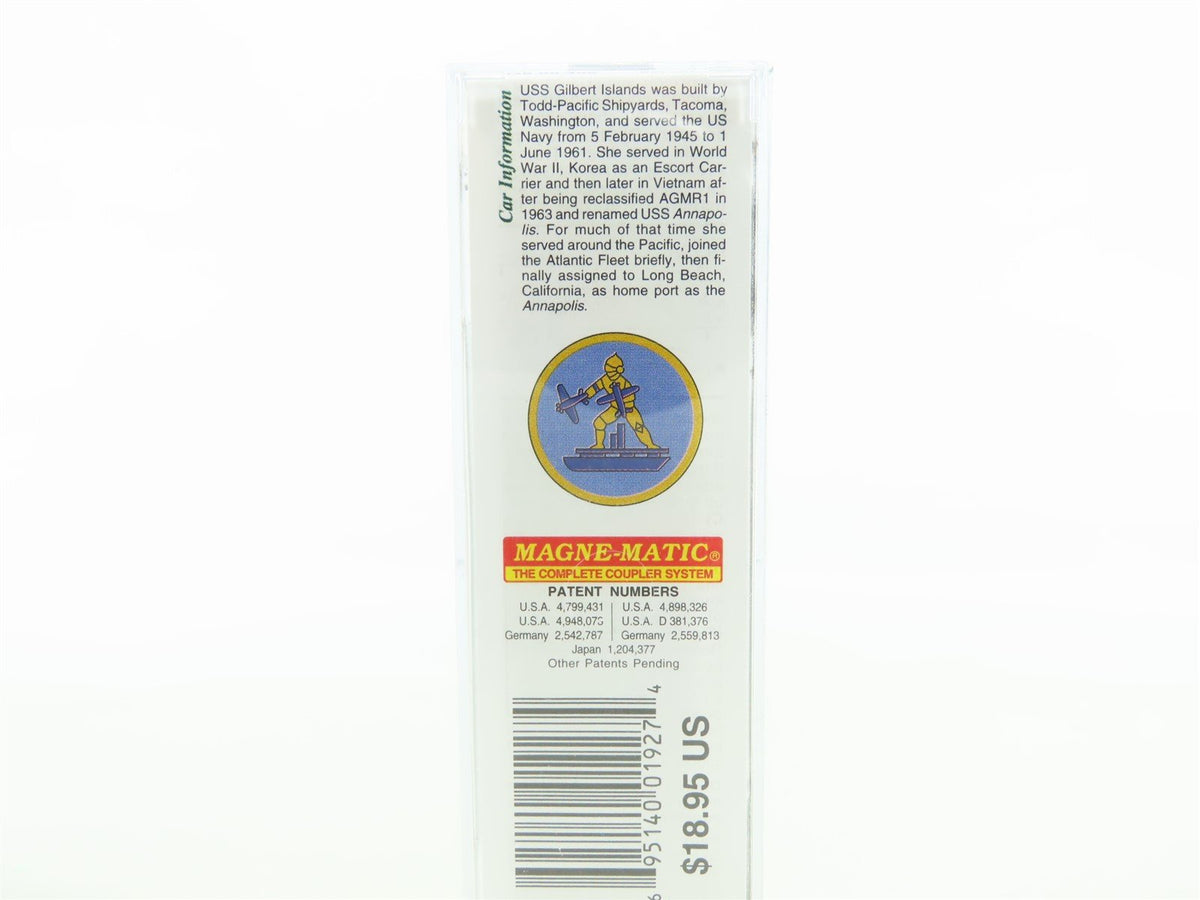 Car Information
USS Gilbert Islands was built by
Todd-Pacific Shipyards, Tacoma,
Washington, and served the US
Navy from 5 February 1945 to 1
June 1961. She served in World
War II, Korea as an Escort Car-
rier and then later in Vietnam af-
ter being reclassified AGMR1 in
1963 and renamed USS Annapo-
lis. For much of that time she
served around the Pacific, joined
the Atlantic Fleet briefly, then fi-
nally assigned to Long Beach,
California, as home port as the
Annapolis.
MAGNE-MATIC®
THE COMPLETE COUPLER SYSTEM
PATENT NUMBERS
U.S.A. 4,799,431 U.S.A. 4,898,326
U.S.A. U.S.A. D 381,376
Germany 2,542,787 Germany 2,559,813
Japan 1,204,377
Other Patents Pending
6 95140 01927 4
$18.95 US